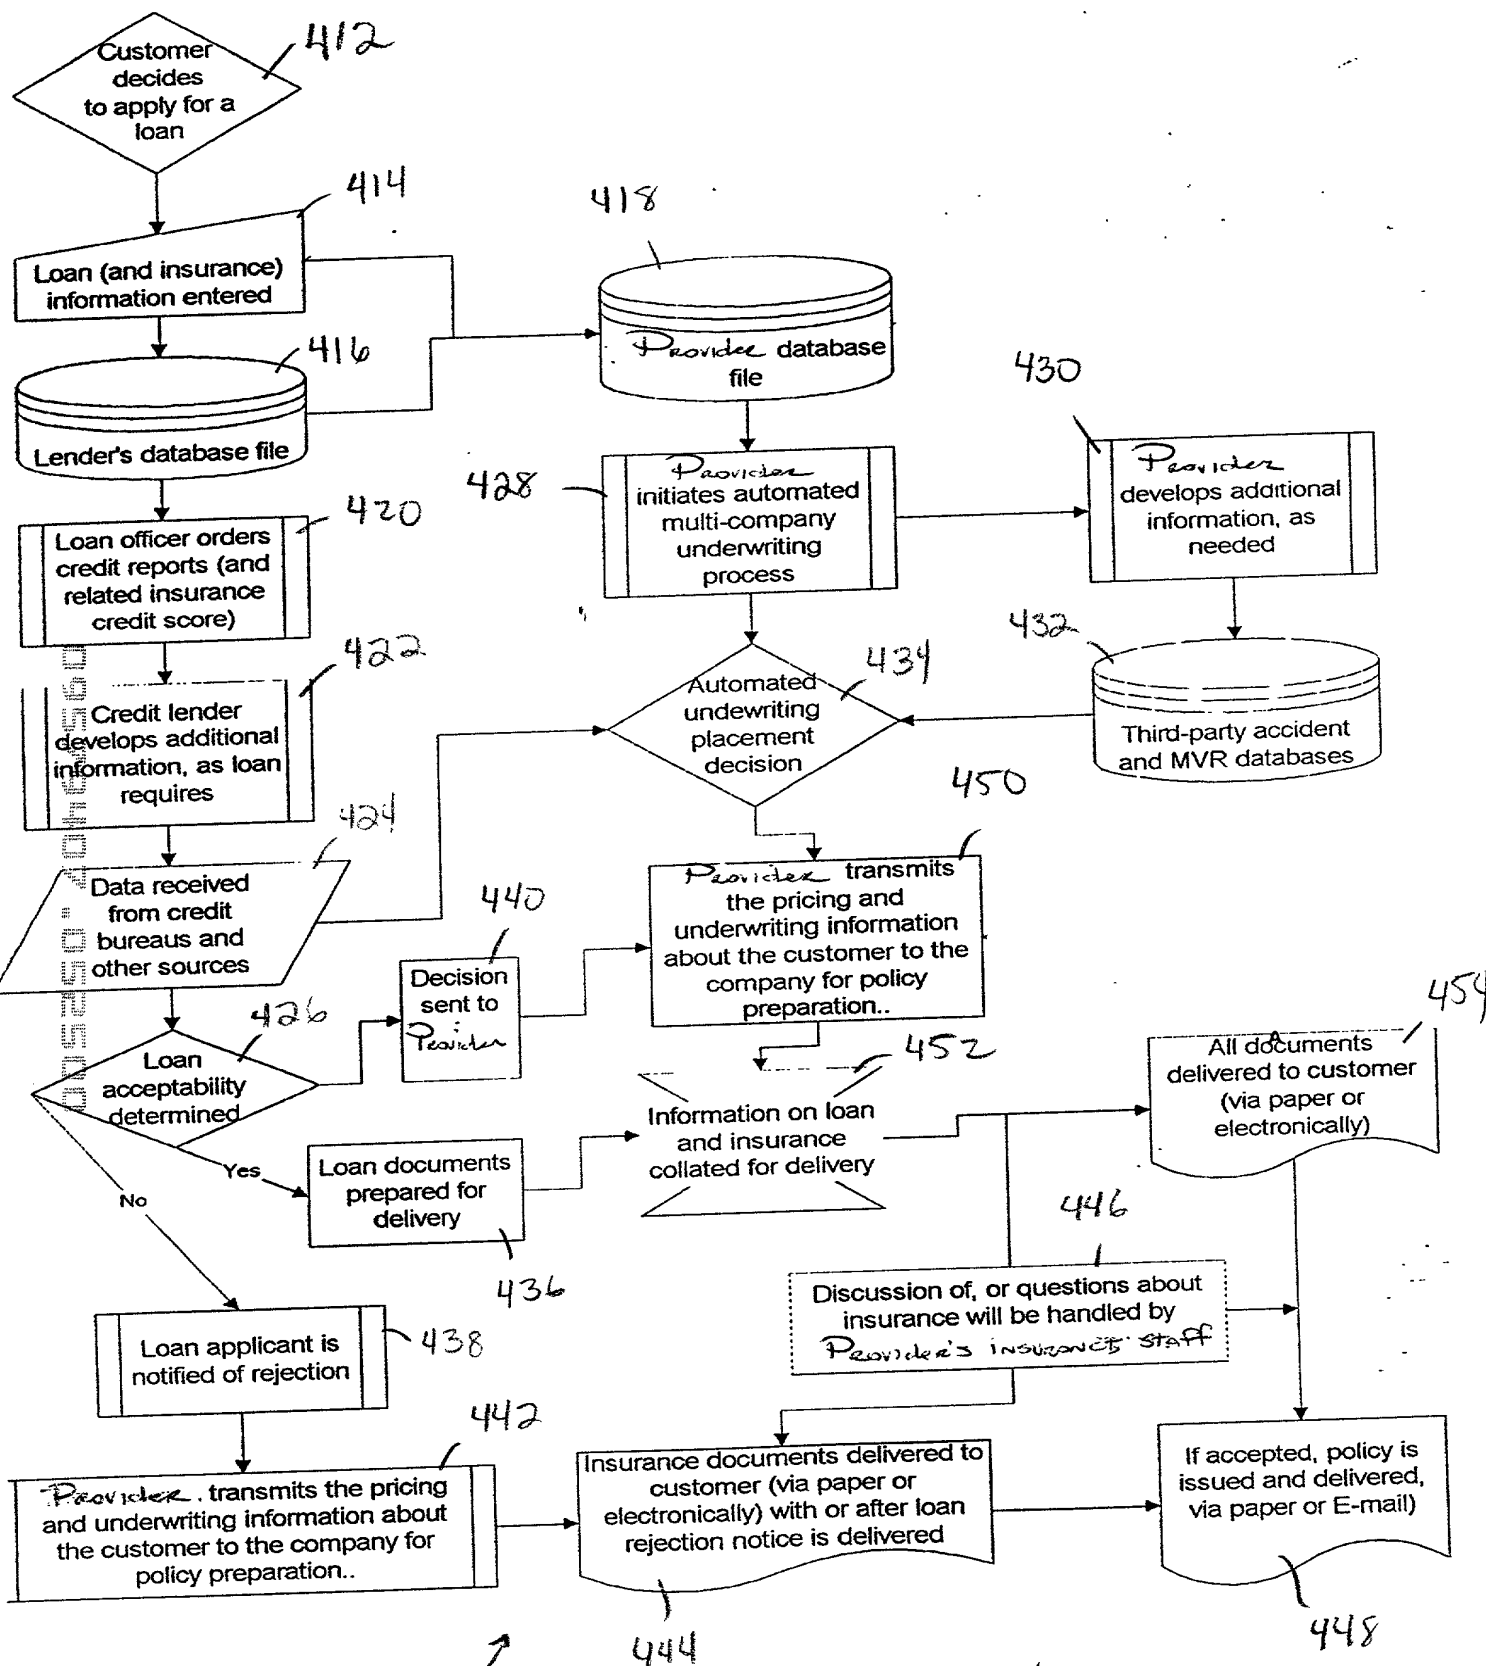 Customer
decides
to apply for a
loan
412
414
Loan (and insurance)
information entered
416
Lender's database file
418
Provider database
file
420
Loan officer orders
credit reports (and
related insurance
credit score)
428
Provider
initiates automated
multi-company
underwriting
process
430
Provider
develops additional
information, as
needed
422
Credit lender
develops additional
information, as loan
requires
434
Automated
undewriting
placement
decision
432
Third-party accident
and MVR databases
424
Data received
from credit
bureaus and
other sources
440
Decision
sent to
Provider
450
Provider transmits
the pricing and
underwriting information
about the customer to the
company for policy
preparation..
426
Loan
acceptability
determined
Yes
No
452
Information on loan
and insurance
collated for delivery
454
All documents
delivered to customer
(via paper or
electronically)
Loan documents
prepared for
delivery
436
446
Discussion of, or questions about
insurance will be handled by
Provider's insurance staff
Loan applicant is
notified of rejection
438
442
Provider. transmits the pricing
and underwriting information about
the customer to the company for
policy preparation..
Insurance documents delivered to
customer (via paper or
electronically) with or after loan
rejection notice is delivered
444
If accepted, policy is
issued and delivered,
via paper or E-mail)
448